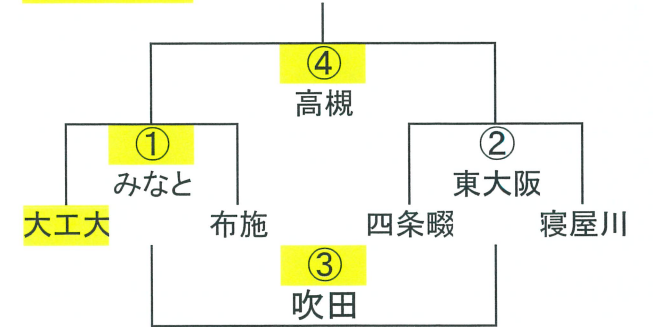 ④
高槻
①
②
みなと
東大阪
大工大
布施
四条畷
寝屋川
③
吹田